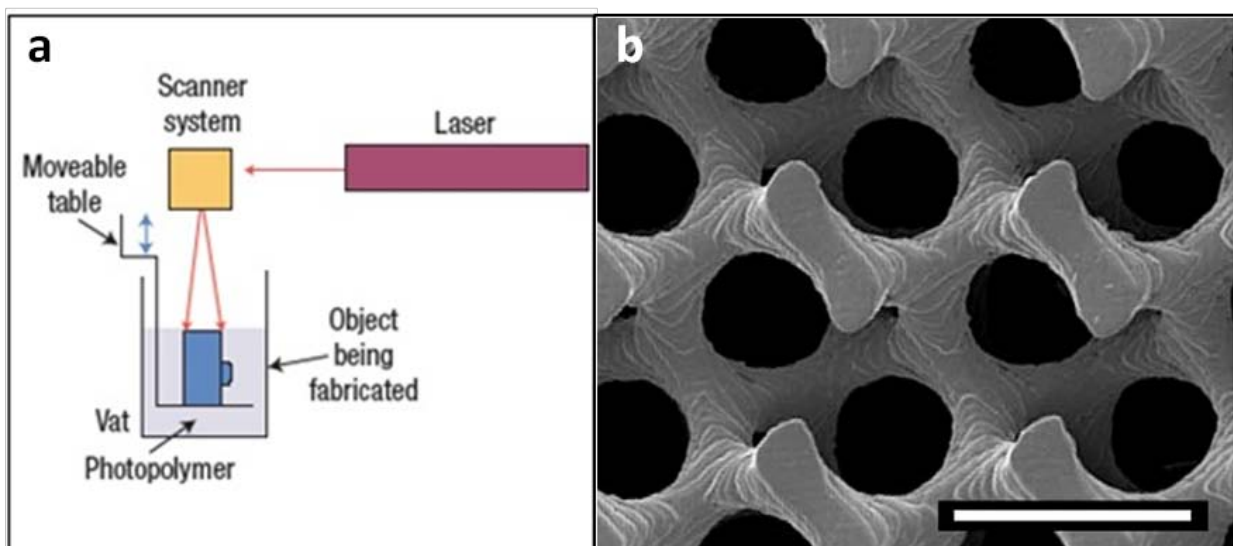 a
Scanner
system
Laser
Moveable
table
Object
being
fabricated
Vat
Photopolymer
b